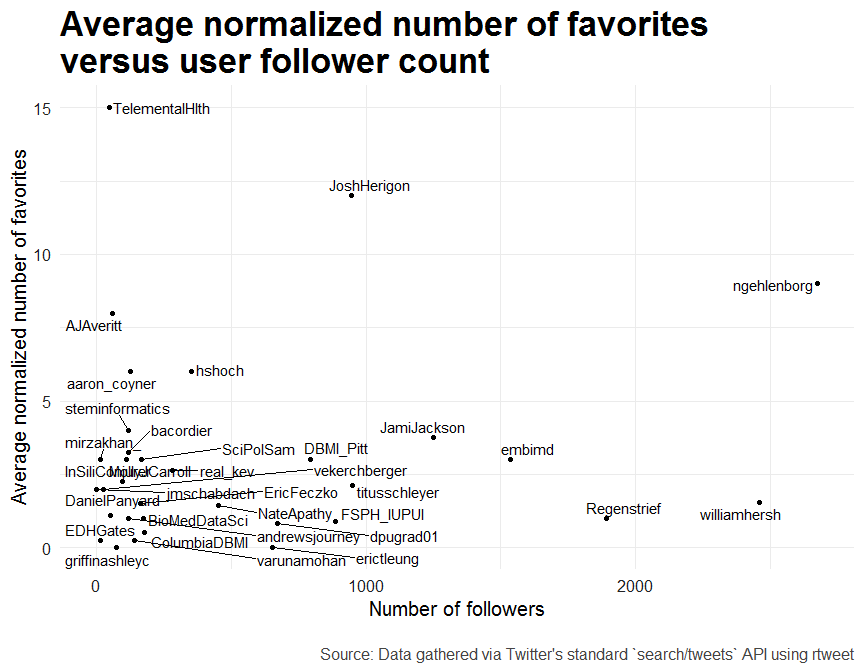 Average normalized number of favorites
versus user follower count
Average normalized number of favorites
15
10
5
0
TelementalHlth
JoshHerigon
ngehlenborg
AJAveritt
hshoch
aaron_coyner
steminformatics
bacordier
JamiJackson
mirzakhan_
SciPolSam
DBMI_Pitt
embimd
real_kev
vekerchberger
jmschabdach
EricFeczko
titusschleyer
DanielPanyard
NateApathy
FSPH_IUPUI
Regenstrief
williamhersh
BioMedDataSci
EDHGates
andrewsjourney
dpugrad01
ColumbiaDBMI
griffinashleyc
varunamohan
erictleung
0
1000
2000
Number of followers
Source: Data gathered via Twitter's standard `search/tweets` API using rtweet